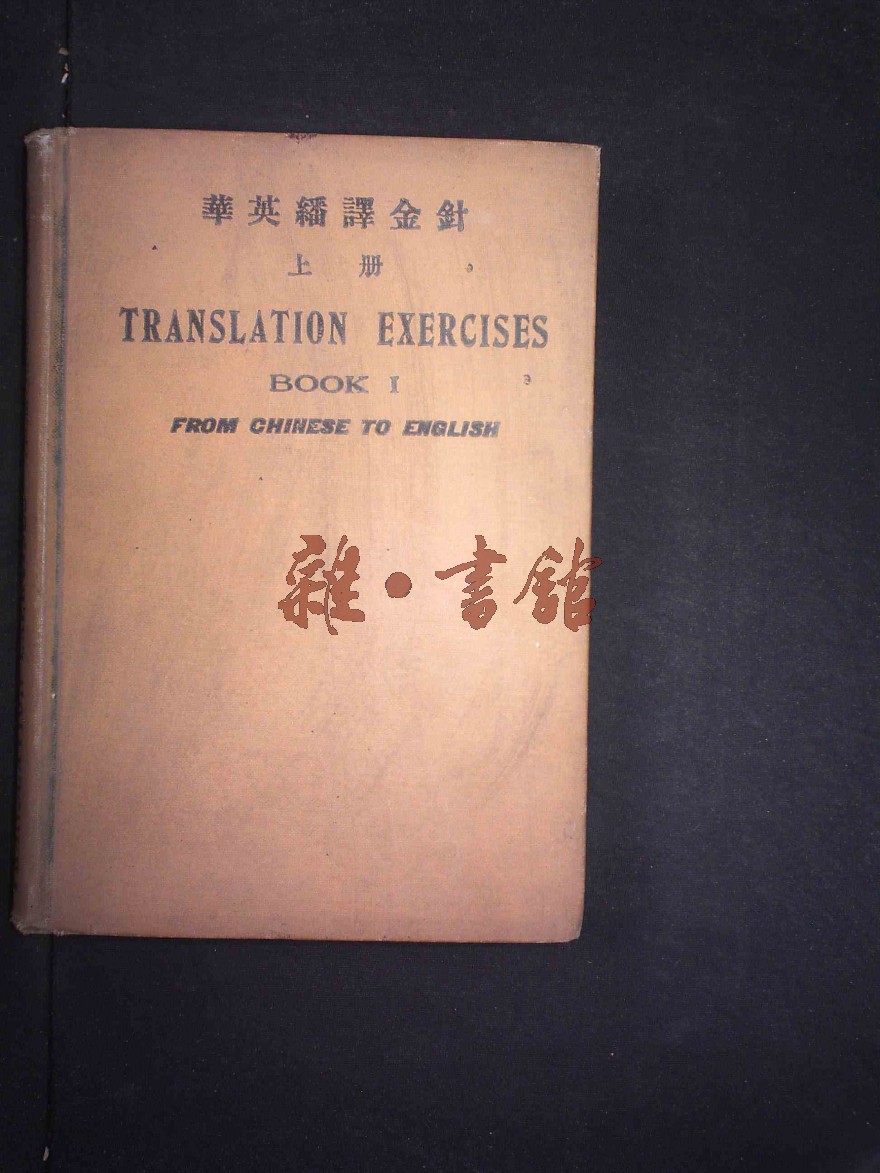 華英繙譯金針
上册
TRANSLATION EXERCISES
BOOK I
FROM CHINESE TO ENGLISH
雜•書館